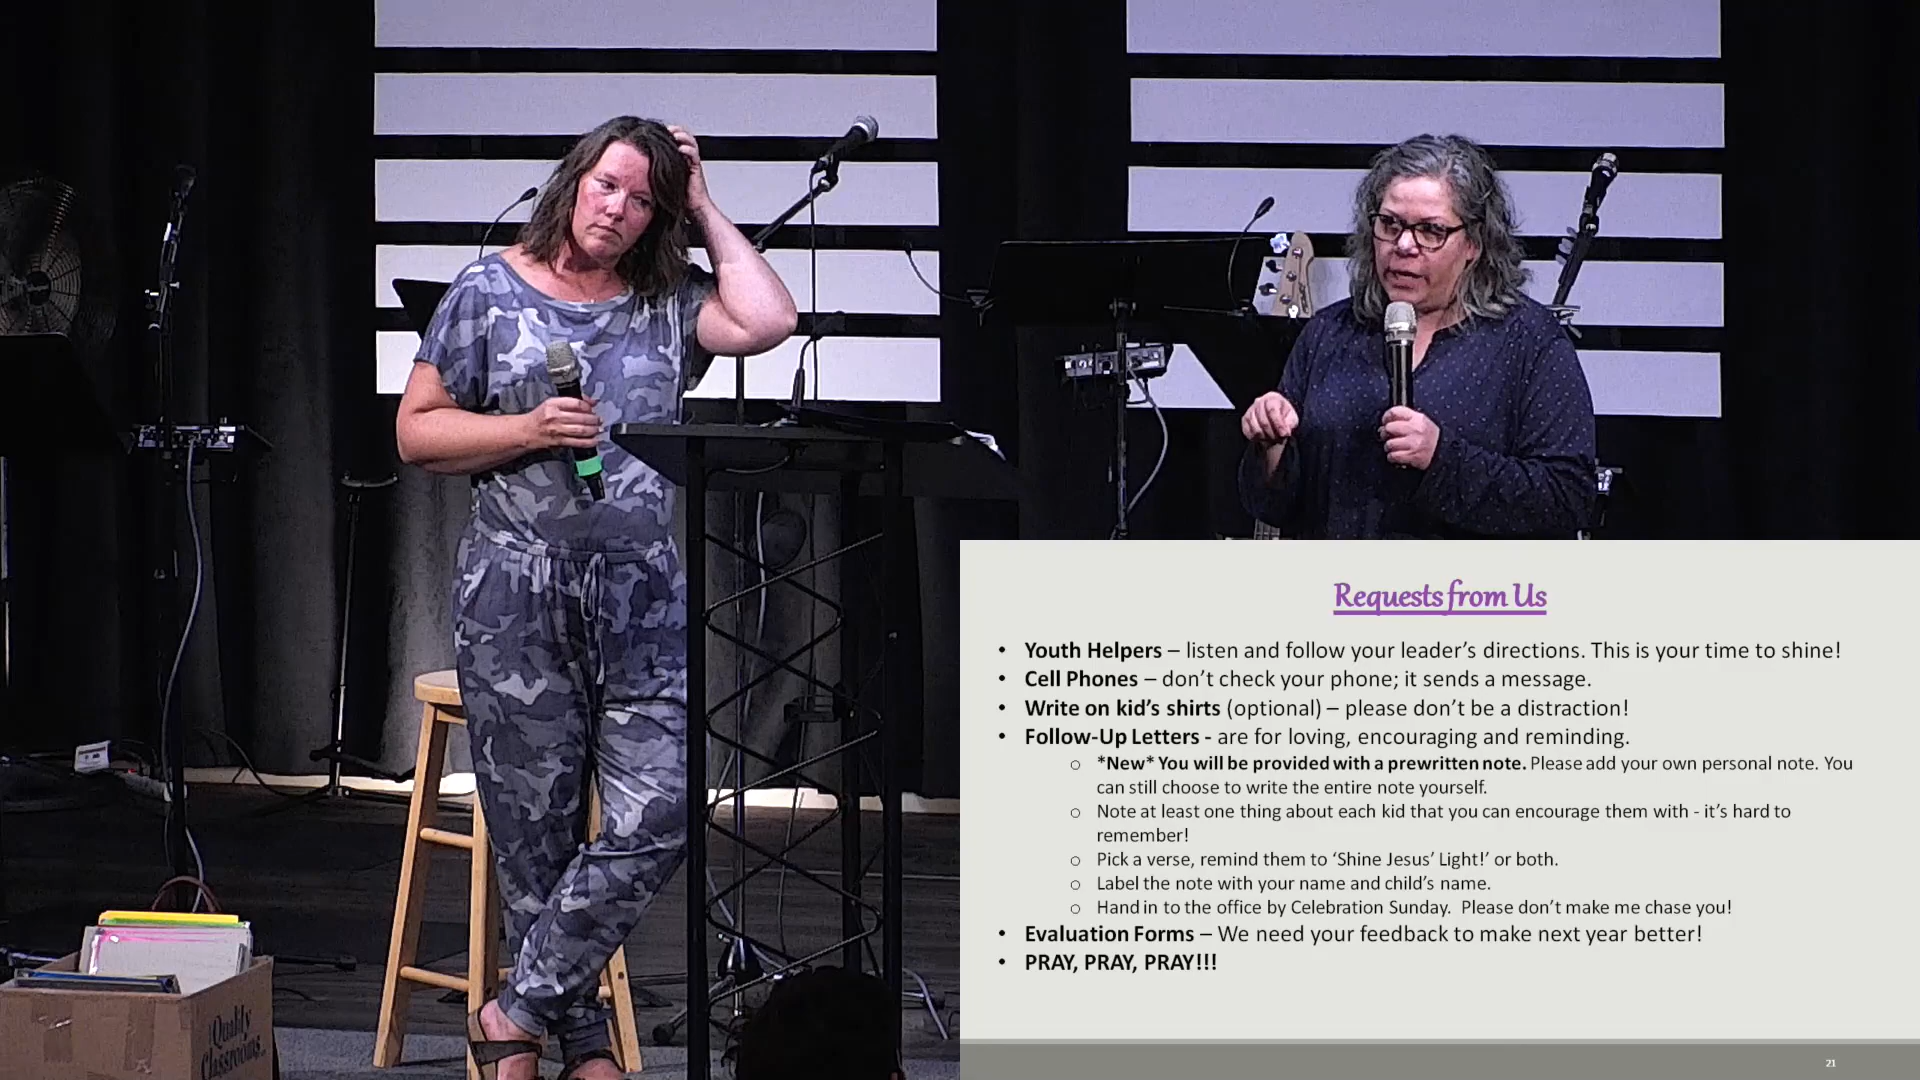 Requests from Us
• Youth Helpers – listen and follow your leader's directions. This is your time to shine!
• Cell Phones – don't check your phone; it sends a message.
• Write on kid's shirts (optional) – please don't be a distraction!
• Follow-Up Letters - are for loving, encouraging and reminding.
○ *New* You will be provided with a prewritten note. Please add your own personal note. You
can still choose to write the entire note yourself.
○ Note at least one thing about each kid that you can encourage them with - it's hard to
remember!
○ Pick a verse, remind them to 'Shine Jesus' Light!' or both.
○ Label the note with your name and child's name.
○ Hand in to the office by Celebration Sunday. Please don't make me chase you!
• Evaluation Forms – We need your feedback to make next year better!
• PRAY, PRAY, PRAY!!!
21
Quality
Classrooms